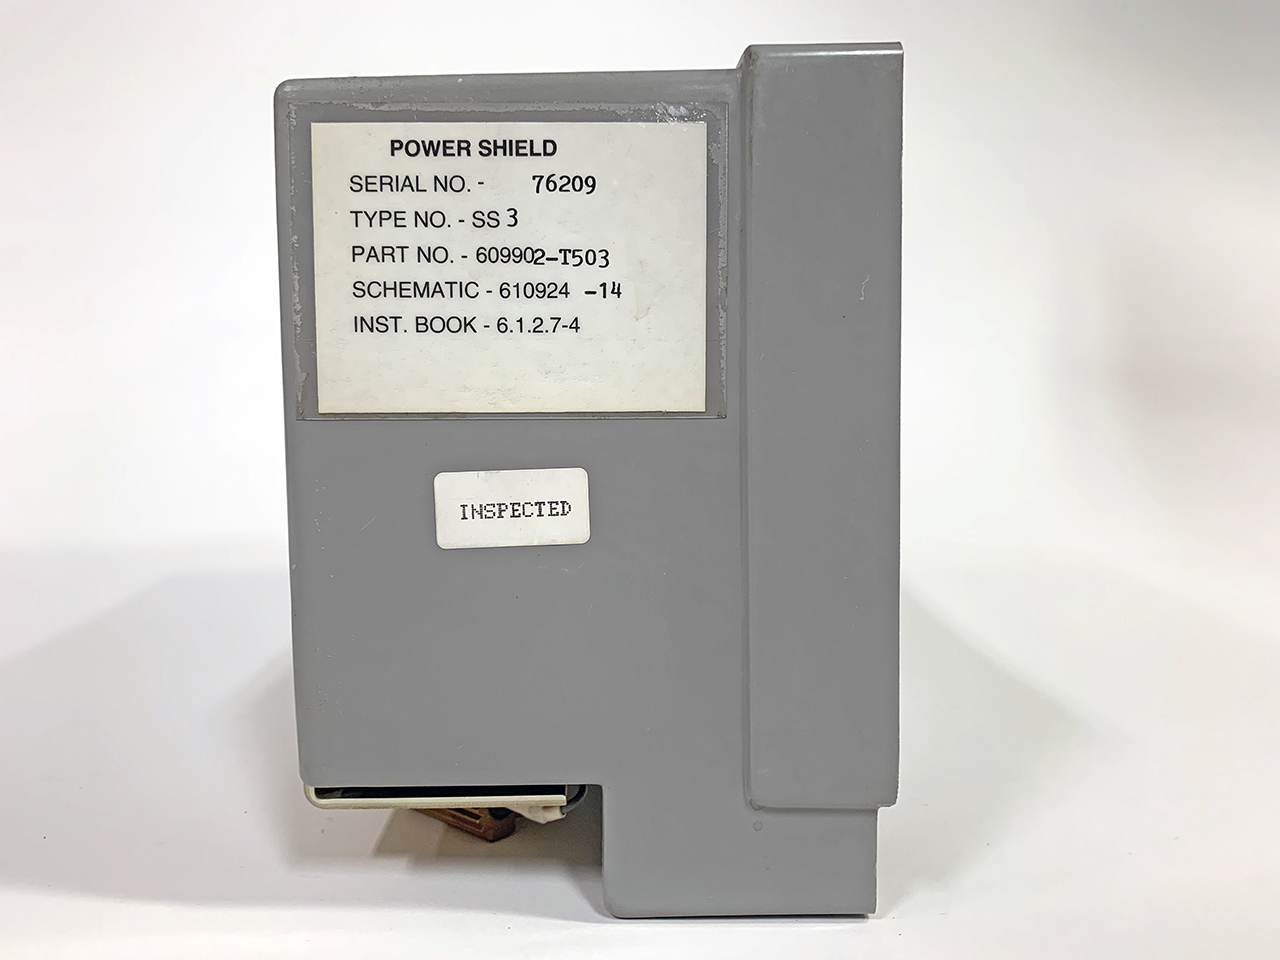 POWER SHIELD
SERIAL NO. - 76209
TYPE NO. - SS 3
PART NO. - 609902-T503
SCHEMATIC - 610924 -14
INST. BOOK - 6.1.2.7-4
INSPECTED